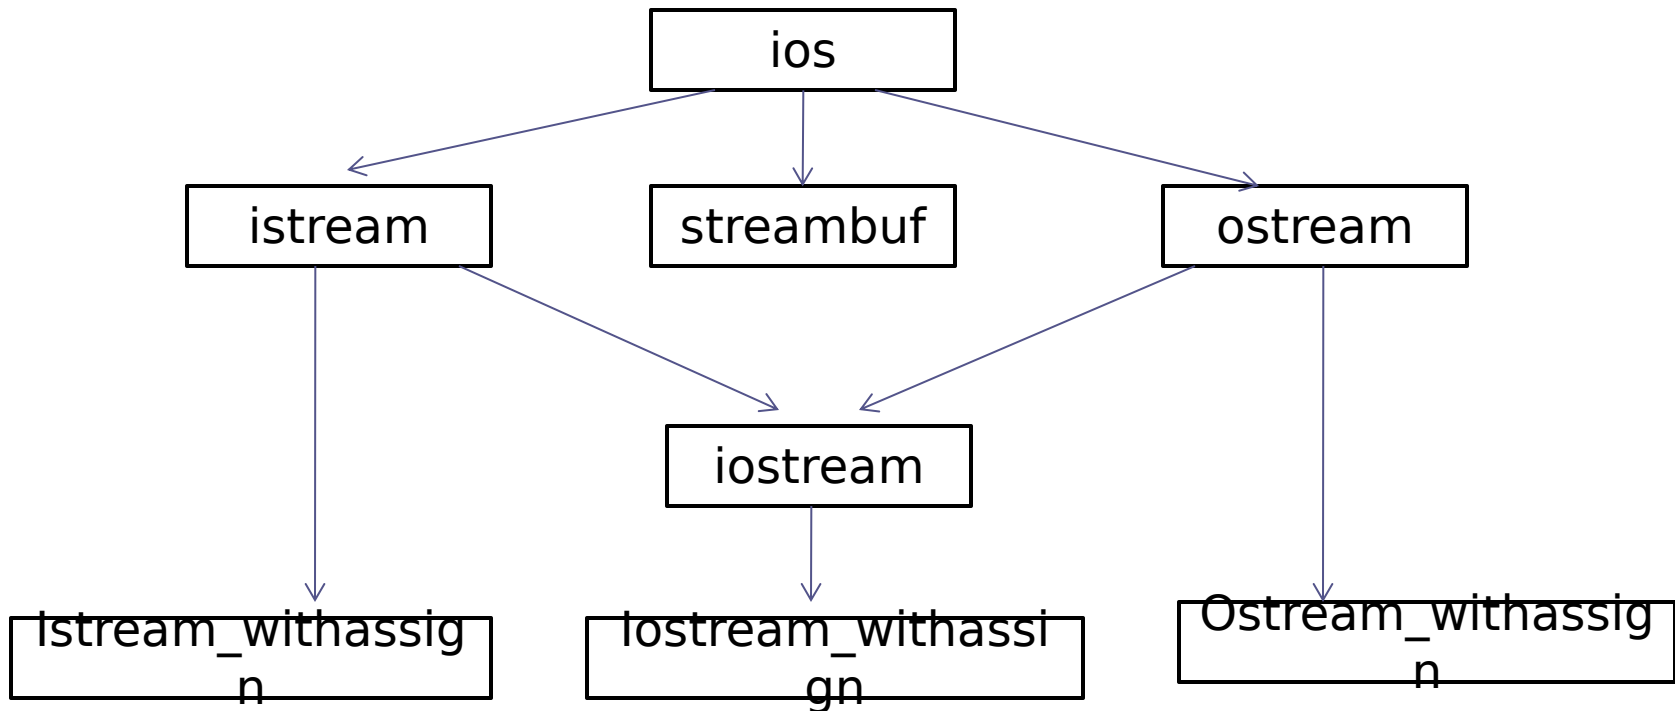 ios
istream
streambuf
ostream
iostream
Istream_withassig
n
Iostream_withassi
gn
Ostream_withassig
n